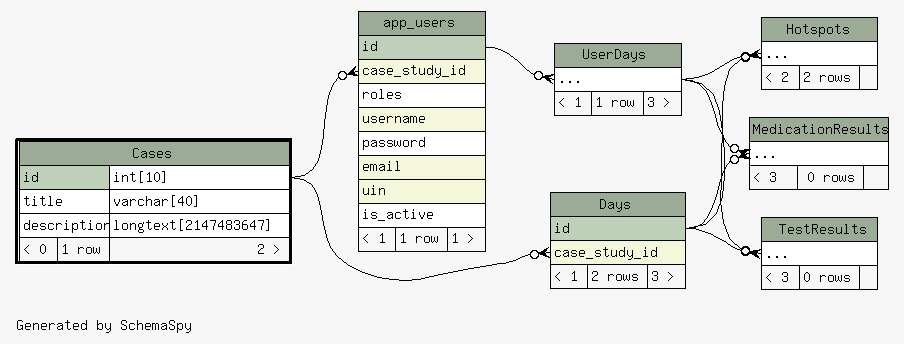 Cases
id int[10]
title varchar[40]
description longtext[2147483647]
< 0 1 row 2 >
app_users
id
case_study_id
roles
username
password
email
uin
is_active
< 1 1 row 1 >
UserDays
...
< 1 1 row 3 >
Days
id
case_study_id
< 1 2 rows 3 >
Hotspots
...
< 2 2 rows
MedicationResults
...
< 3 0 rows
TestResults
...
< 3 0 rows
Generated by SchemaSpy